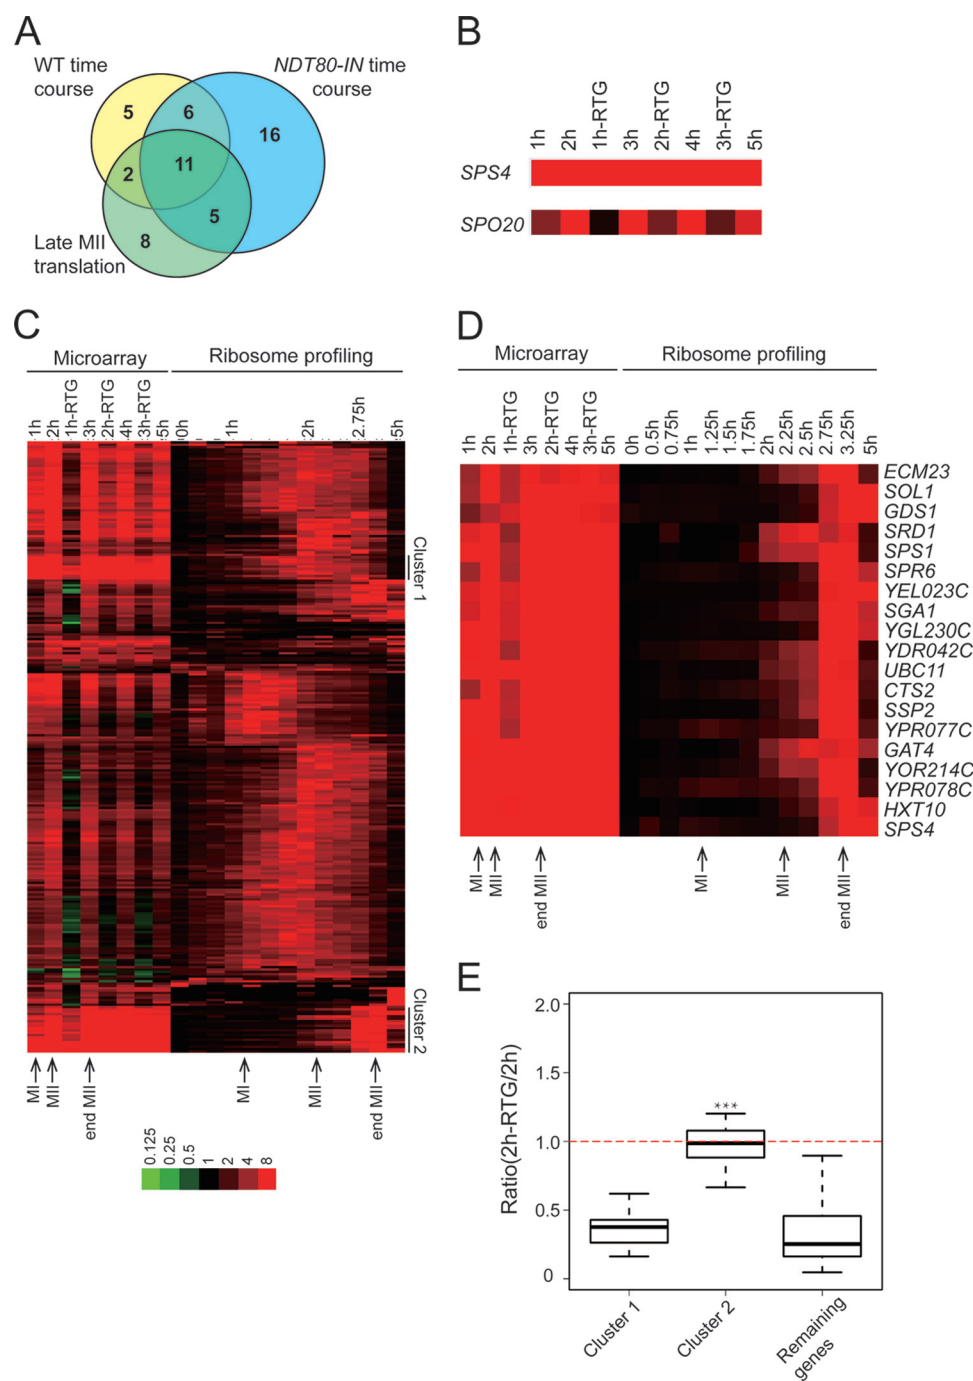 A
WT time
course
NDT80-IN time
course
5
6
16
2
11
5
8
Late MII
translation
B
1h
2h
1h-RTG
3h
2h-RTG
4h
3h-RTG
5h
SPS4
SPO20
C
Microarray
Ribosome profiling
1h
2h
1h-RTG
3h
2h-RTG
4h
3h-RTG
5h
0h
1h
2h
2.75h
5h
Cluster 1
Cluster 2
MI
MII
end MII
MI
MII
end MII
0.125
0.25
0.5
1
2
4
8
D
Microarray
Ribosome profiling
1h
2h
1h-RTG
3h
2h-RTG
4h
3h-RTG
5h
0h
0.5h
0.75h
1h
1.25h
1.5h
1.75h
2h
2.25h
2.5h
2.75h
3.25h
5h
ECM23
SOL1
GDS1
SRD1
SPS1
SPR6
YEL023C
SGA1
YGL230C
YDR042C
UBC11
CTS2
SSP2
YPR077C
GAT4
YOR214C
YPR078C
HXT10
SPS4
MI
MII
end MII
MI
MII
end MII
E
Ratio(2h-RTG/2h)
2.0
1.5
1.0
0.5
0
***
Cluster 1
Cluster 2
Remaining
genes